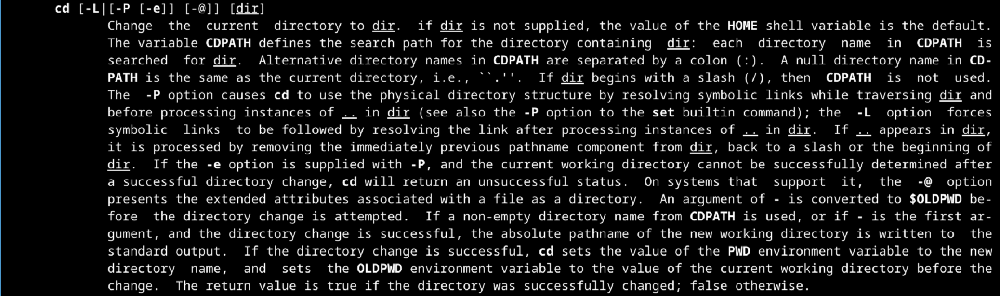 cd [-L|[-P [-e]] [-@]] [dir]
Change the current directory to dir. if dir is not supplied, the value of the HOME shell variable is the default.
The variable CDPATH defines the search path for the directory containing dir: each directory name in CDPATH is
searched for dir. Alternative directory names in CDPATH are separated by a colon (:). A null directory name in CD-
PATH is the same as the current directory, i.e., ``.''. If dir begins with a slash (/), then CDPATH is not used.
The -P option causes cd to use the physical directory structure by resolving symbolic links while traversing dir and
before processing instances of .. in dir (see also the -P option to the set builtin command); the -L option forces
symbolic links to be followed by resolving the link after processing instances of .. in dir. If .. appears in dir,
it is processed by removing the immediately previous pathname component from dir, back to a slash or the beginning of
dir. If the -e option is supplied with -P, and the current working directory cannot be successfully determined after
a successful directory change, cd will return an unsuccessful status. On systems that support it, the -@ option
presents the extended attributes associated with a file as a directory. An argument of - is converted to $OLDPWD be-
fore the directory change is attempted. If a non-empty directory name from CDPATH is used, or if - is the first ar-
gument, and the directory change is successful, the absolute pathname of the new working directory is written to the
standard output. If the directory change is successful, cd sets the value of the PWD environment variable to the new
directory name, and sets the OLDPWD environment variable to the value of the current working directory before the
change. The return value is true if the directory was successfully changed; false otherwise.